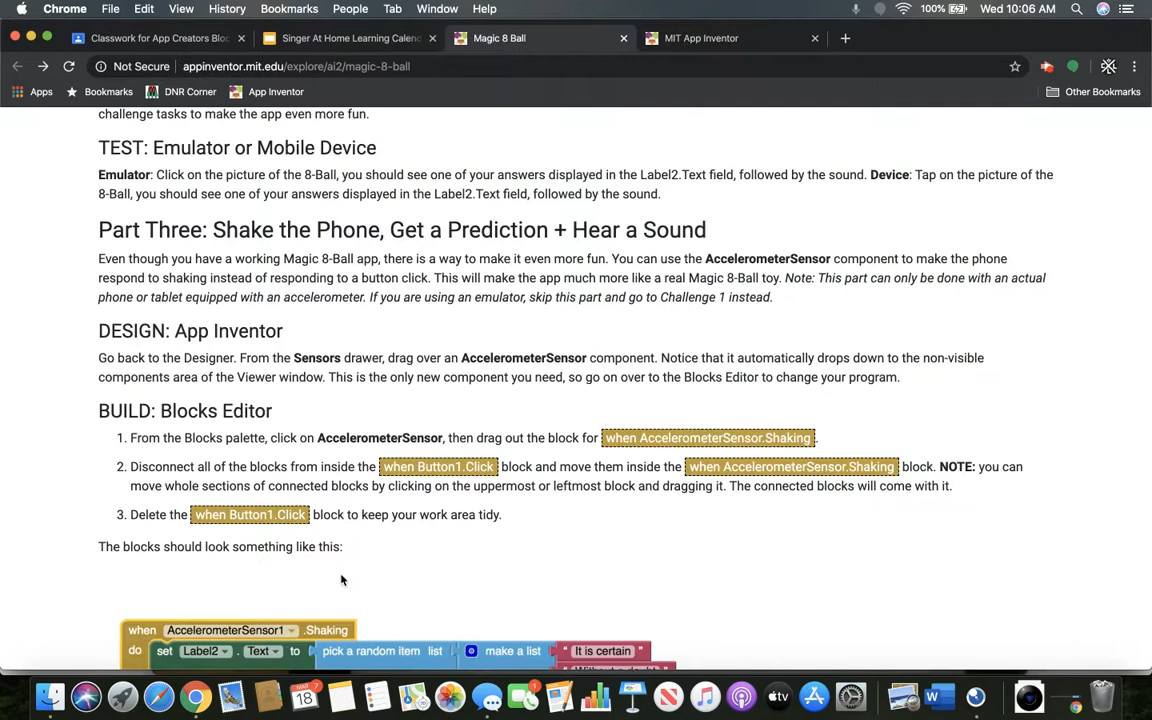 Chrome File Edit View History Bookmarks People Tab Window Help 100% Wed 10:06 AM
Classwork for App Creators Blo Singer At Home Learning Calend Magic 8 Ball MIT App Inventor
Not Secure appinventor.mit.edu/explore/ai2/magic-8-ball
Apps Bookmarks DNR Corner App Inventor Other Bookmarks
challenge tasks to make the app even more fun.
TEST: Emulator or Mobile Device
Emulator: Click on the picture of the 8-Ball, you should see one of your answers displayed in the Label2.Text field, followed by the sound. Device: Tap on the picture of the
8-Ball, you should see one of your answers displayed in the Label2.Text field, followed by the sound.
Part Three: Shake the Phone, Get a Prediction + Hear a Sound
Even though you have a working Magic 8-Ball app, there is a way to make it even more fun. You can use the AccelerometerSensor component to make the phone
respond to shaking instead of responding to a button click. This will make the app much more like a real Magic 8-Ball toy. Note: This part can only be done with an actual
phone or tablet equipped with an accelerometer. If you are using an emulator, skip this part and go to Challenge 1 instead.
DESIGN: App Inventor
Go back to the Designer. From the Sensors drawer, drag over an AccelerometerSensor component. Notice that it automatically drops down to the non-visible
components area of the Viewer window. This is the only new component you need, so go on over to the Blocks Editor to change your program.
BUILD: Blocks Editor
1. From the Blocks palette, click on AccelerometerSensor, then drag out the block for when AccelerometerSensor.Shaking.
2. Disconnect all of the blocks from inside the when Button1.Click block and move them inside the when AccelerometerSensor.Shaking block. NOTE: you can
move whole sections of connected blocks by clicking on the uppermost or leftmost block and dragging it. The connected blocks will come with it.
3. Delete the when Button1.Click block to keep your work area tidy.
The blocks should look something like this:
when AccelerometerSensor1 .Shaking
do set Label2 . Text to pick a random item list make a list " It is certain "
" Without a doubt "
MAR 18 7 1 tv